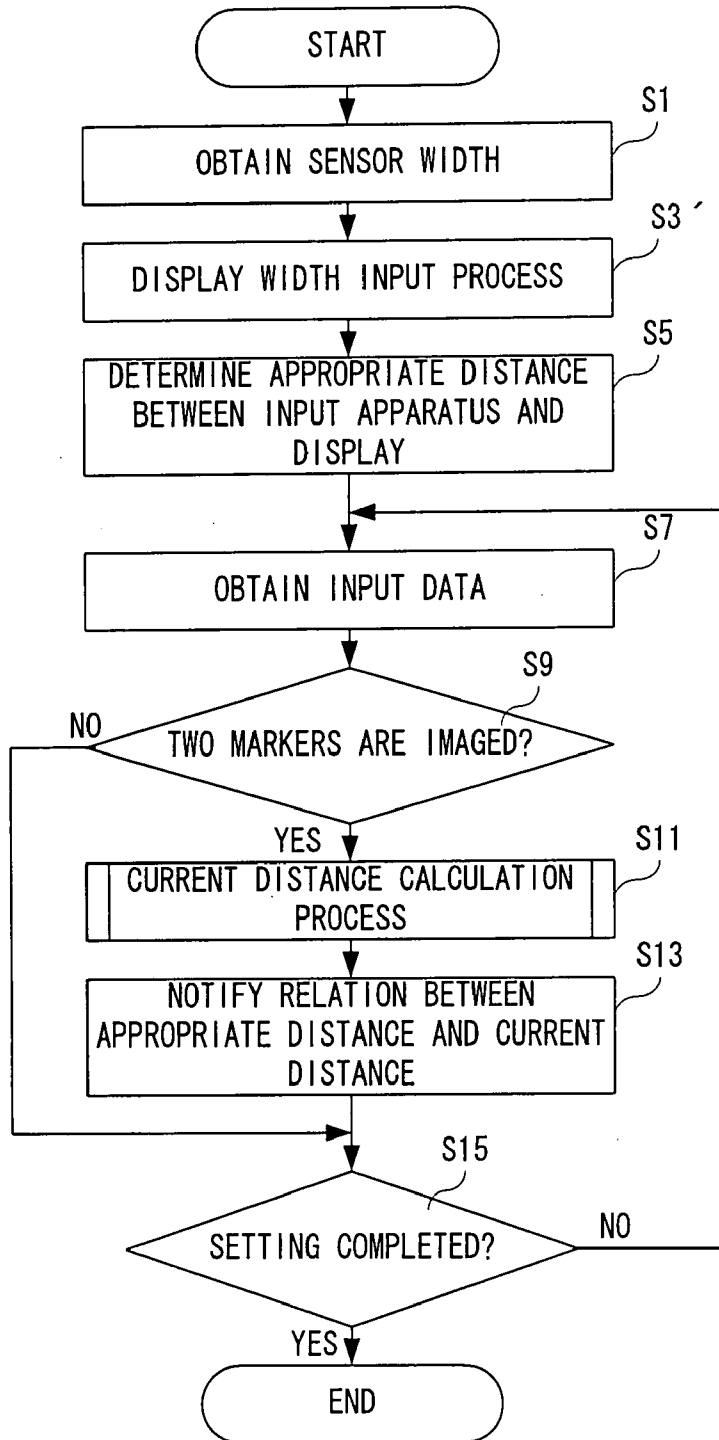 START
S1
OBTAIN SENSOR WIDTH
S3 ′
DISPLAY WIDTH INPUT PROCESS
S5
DETERMINE APPROPRIATE DISTANCE
BETWEEN INPUT APPARATUS AND
DISPLAY
S7
OBTAIN INPUT DATA
S9
NO
TWO MARKERS ARE IMAGED?
YES
S11
CURRENT DISTANCE CALCULATION
PROCESS
S13
NOTIFY RELATION BETWEEN
APPROPRIATE DISTANCE AND CURRENT
DISTANCE
S15
NO
SETTING COMPLETED?
YES
END